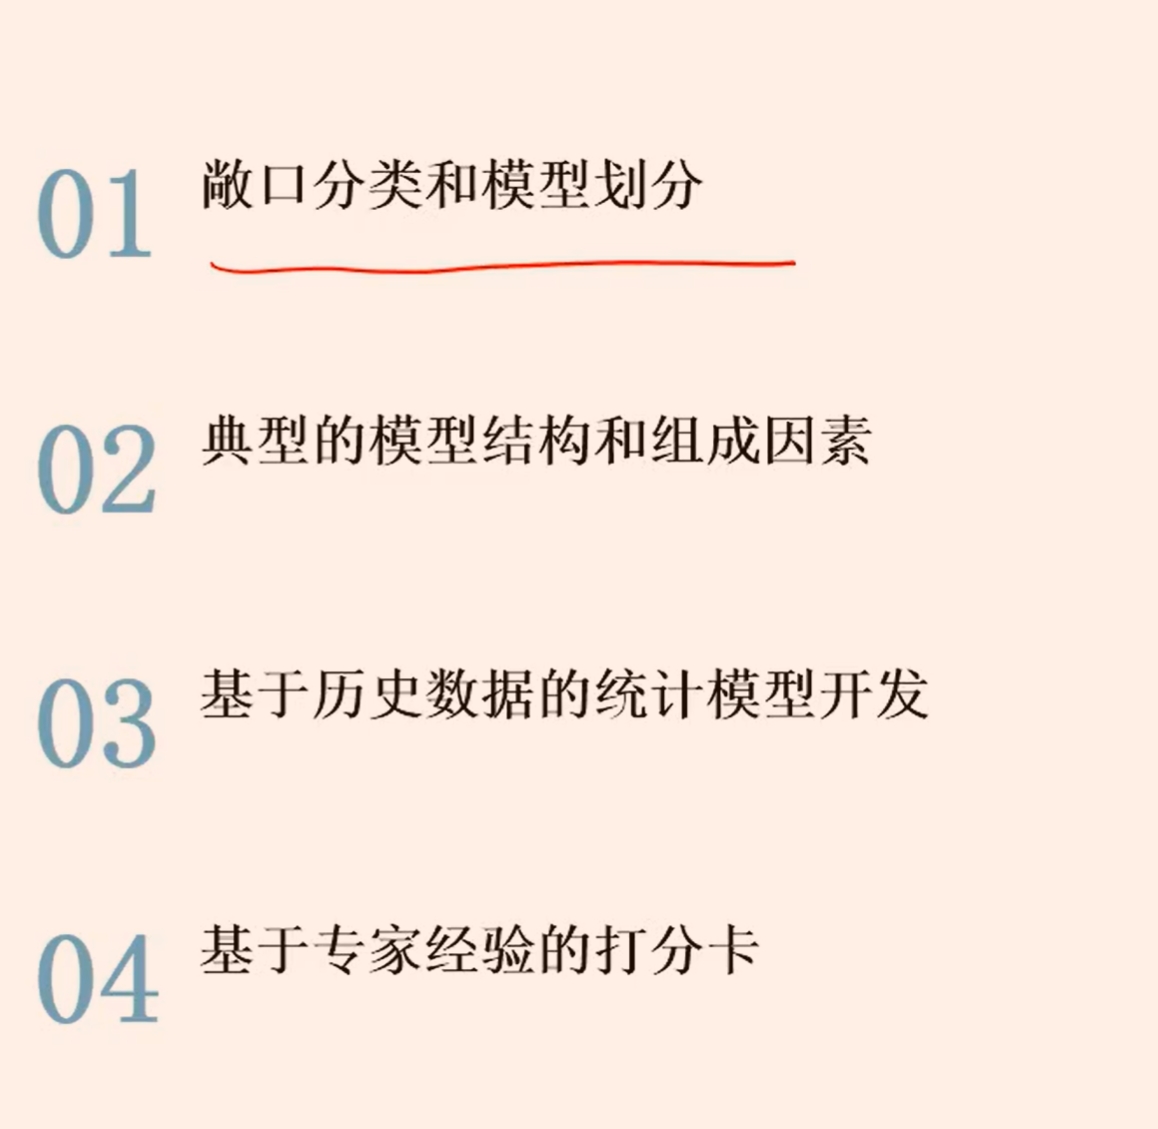 01 敞口分类和模型划分
02 典型的模型结构和组成因素
03 基于历史数据的统计模型开发
04 基于专家经验的打分卡